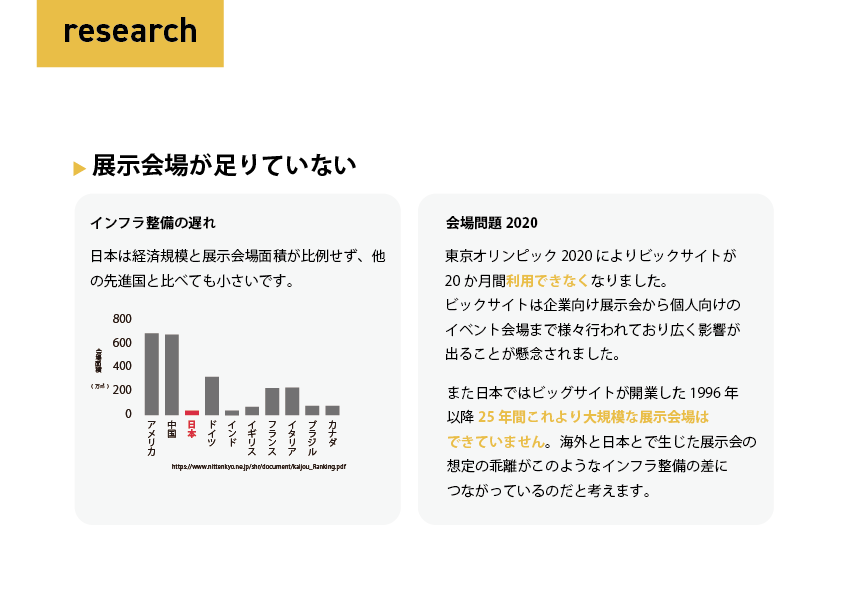 research
展示会場が足りていない
インフラ整備の遅れ
日本は経済規模と展示会場面積が比例せず、他
の先進国と比べても小さいです。
800
600
400
200
0
会場面積
(万㎡)
アメリカ
中国
日本
ドイツ
インド
イギリス
フランス
イタリア
ブラジル
カナダ
https://www.nittenkyo.ne.jp/sho/document/kaijou_Ranking.pdf
会場問題 2020
東京オリンピック 2020 によりビックサイトが
20 か月間利用できなくなりました。
ビックサイトは企業向け展示会から個人向けの
イベント会場まで様々行われており広く影響が
出ることが懸念されました。
また日本ではビッグサイトが開業した 1996 年
以降 25 年間これより大規模な展示会場は
できていません。海外と日本とで生じた展示会の
想定の乖離がこのようなインフラ整備の差に
つながっているのだと考えます。